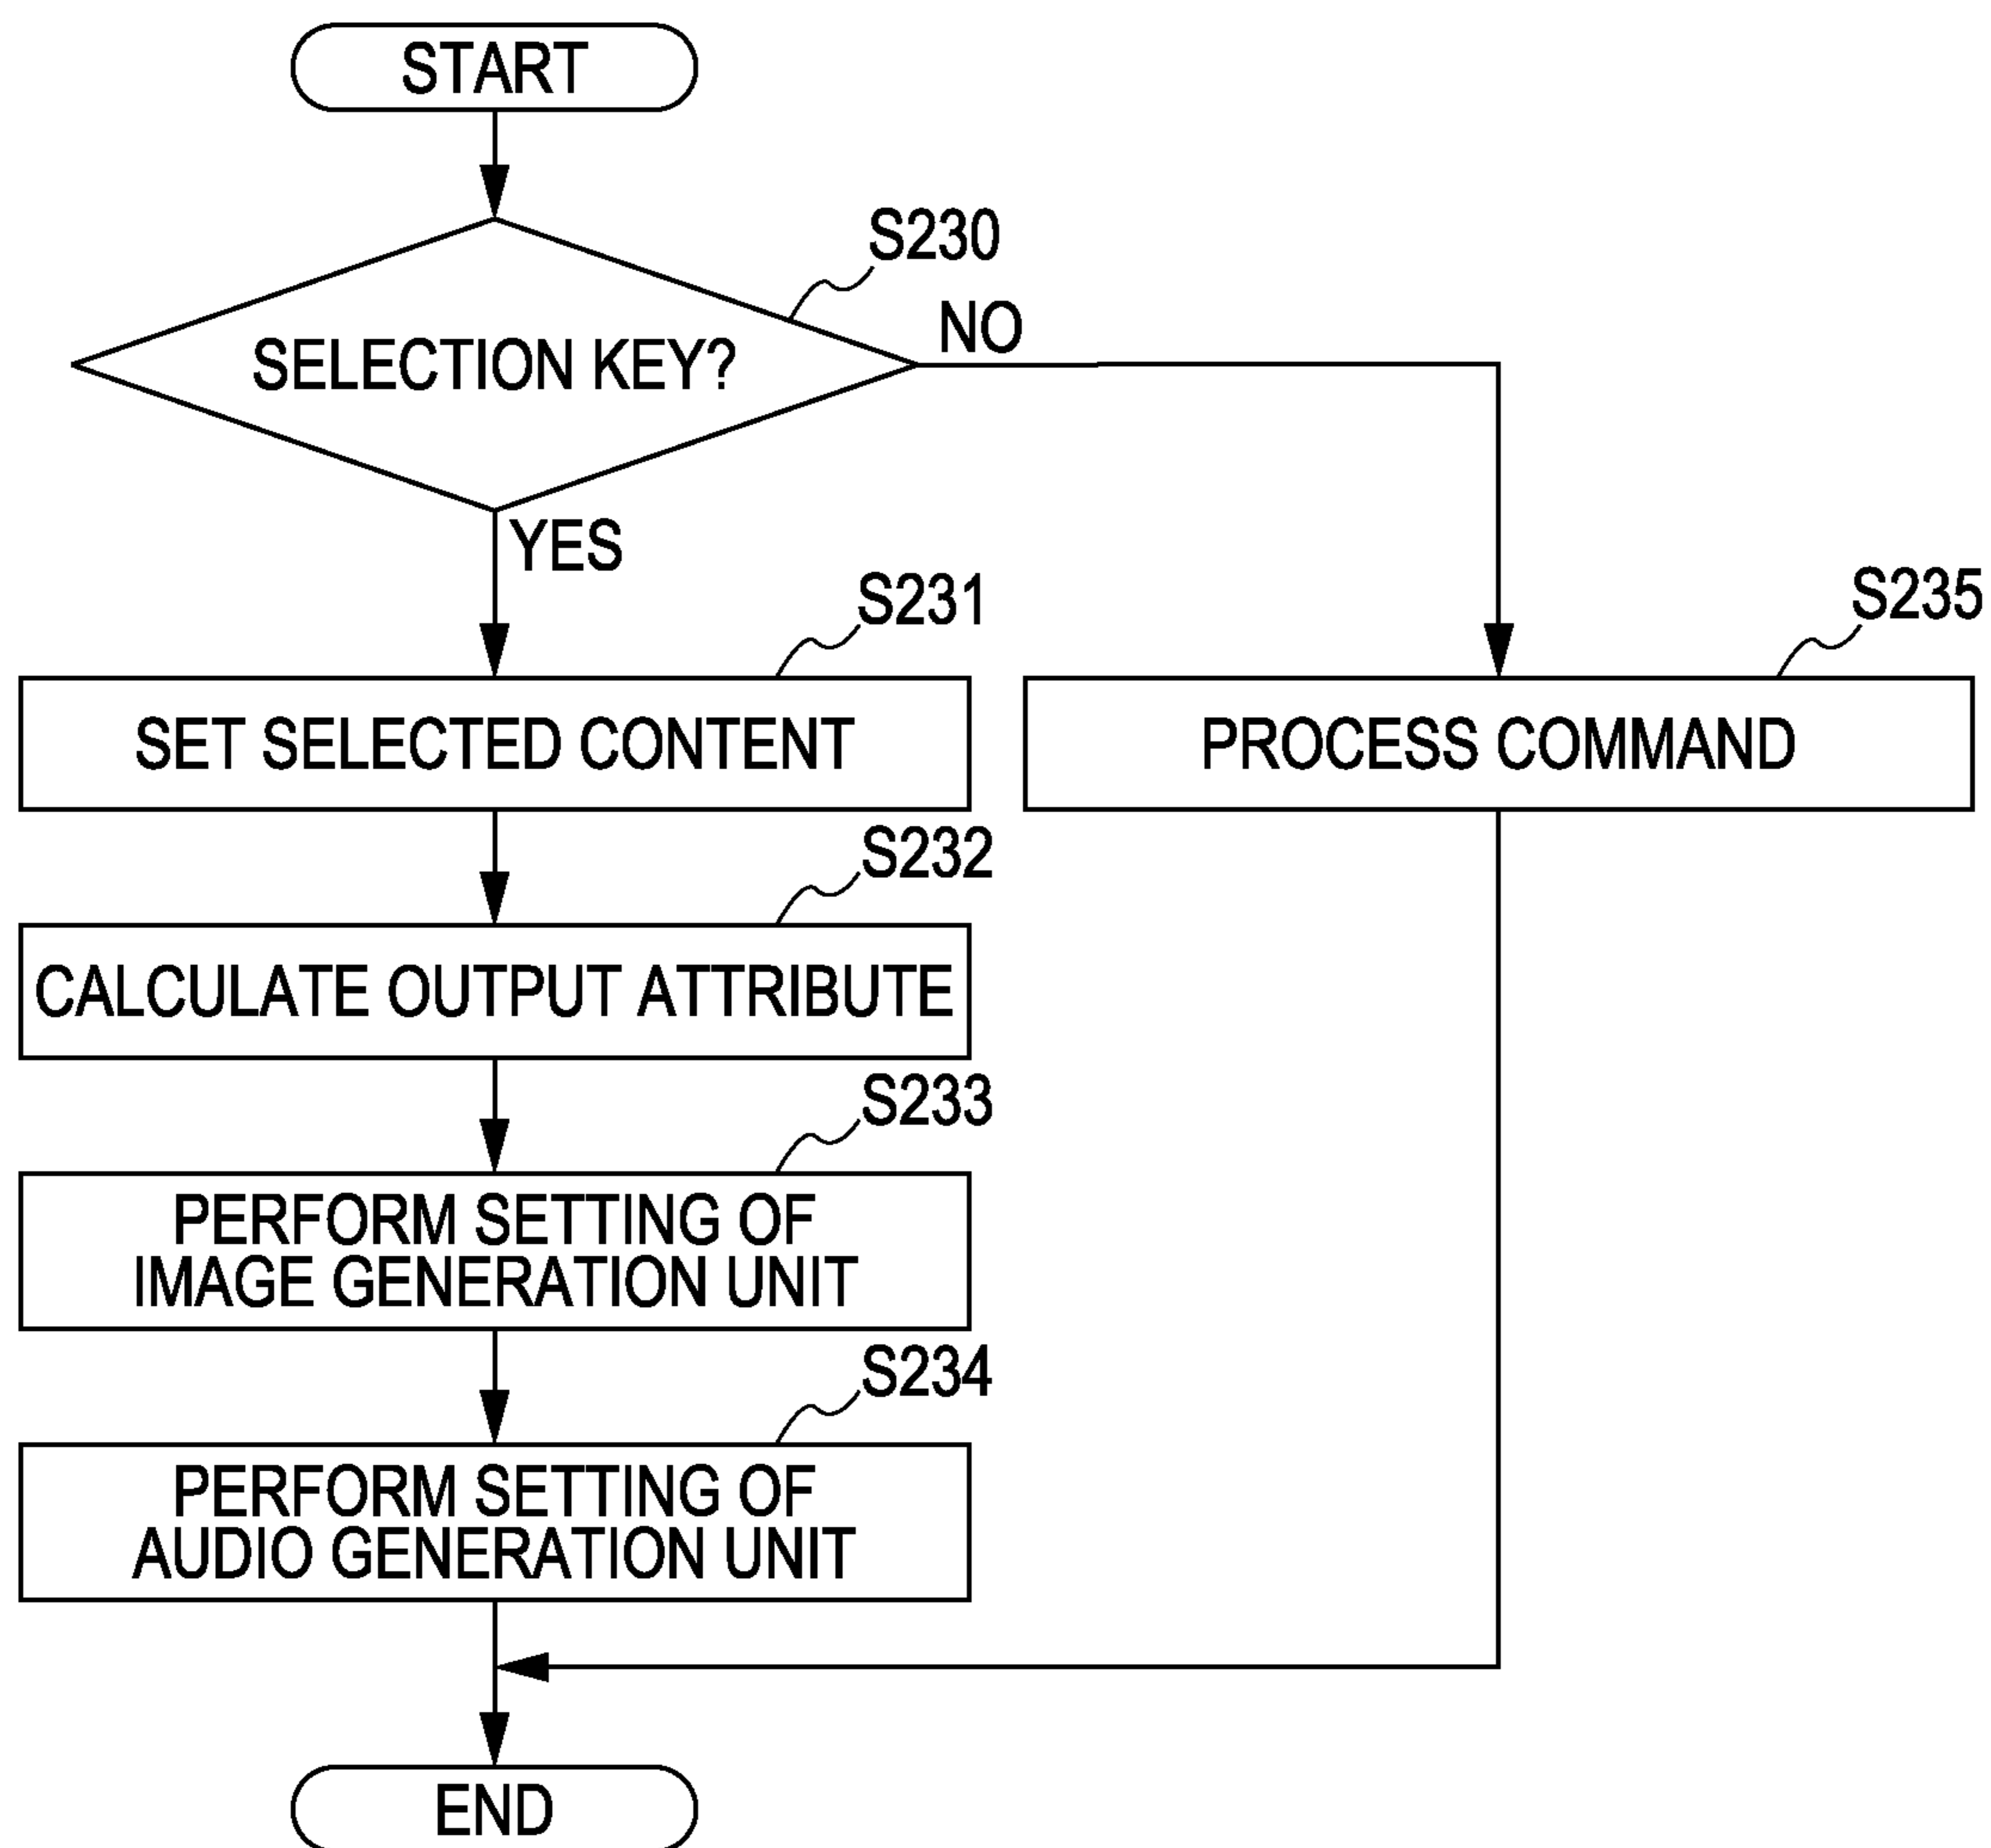 START
S230
SELECTION KEY?
NO
YES
S231
SET SELECTED CONTENT
S235
PROCESS COMMAND
S232
CALCULATE OUTPUT ATTRIBUTE
S233
PERFORM SETTING OF
IMAGE GENERATION UNIT
S234
PERFORM SETTING OF
AUDIO GENERATION UNIT
END